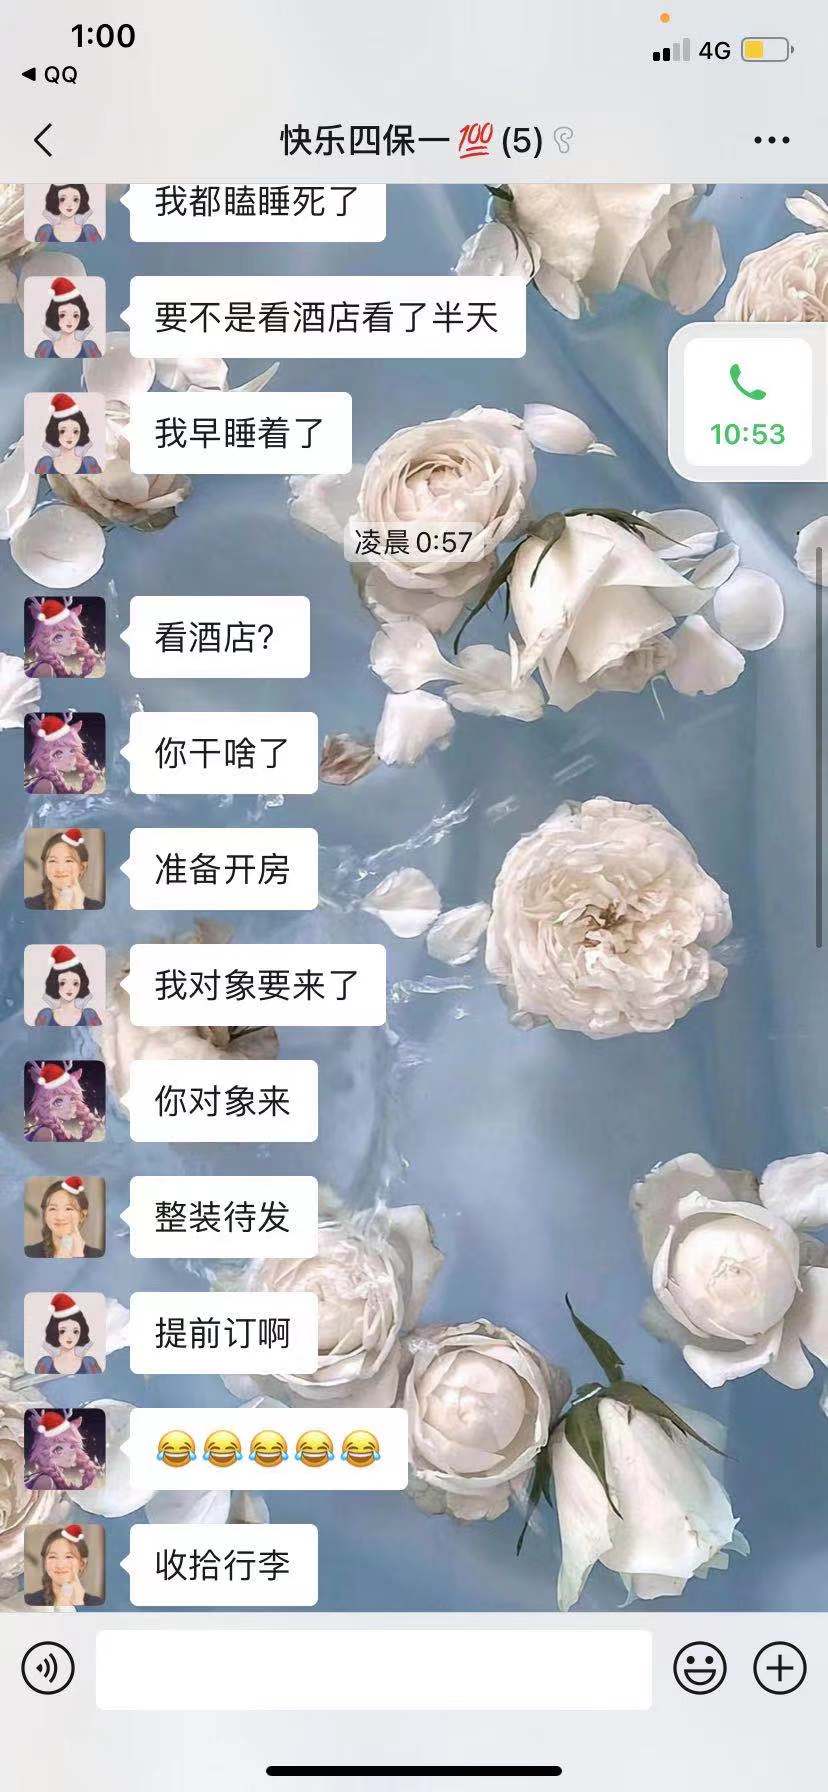 1:00
4G
◀ QQ
快乐四保一💯(5)
我都瞌睡死了
要不是看酒店看了半天
10:53
我早睡着了
凌晨 0:57
看酒店?
你干啥了
准备开房
我对象要来了
你对象来
整装待发
提前订啊
😂😂😂😂😂
收拾行李